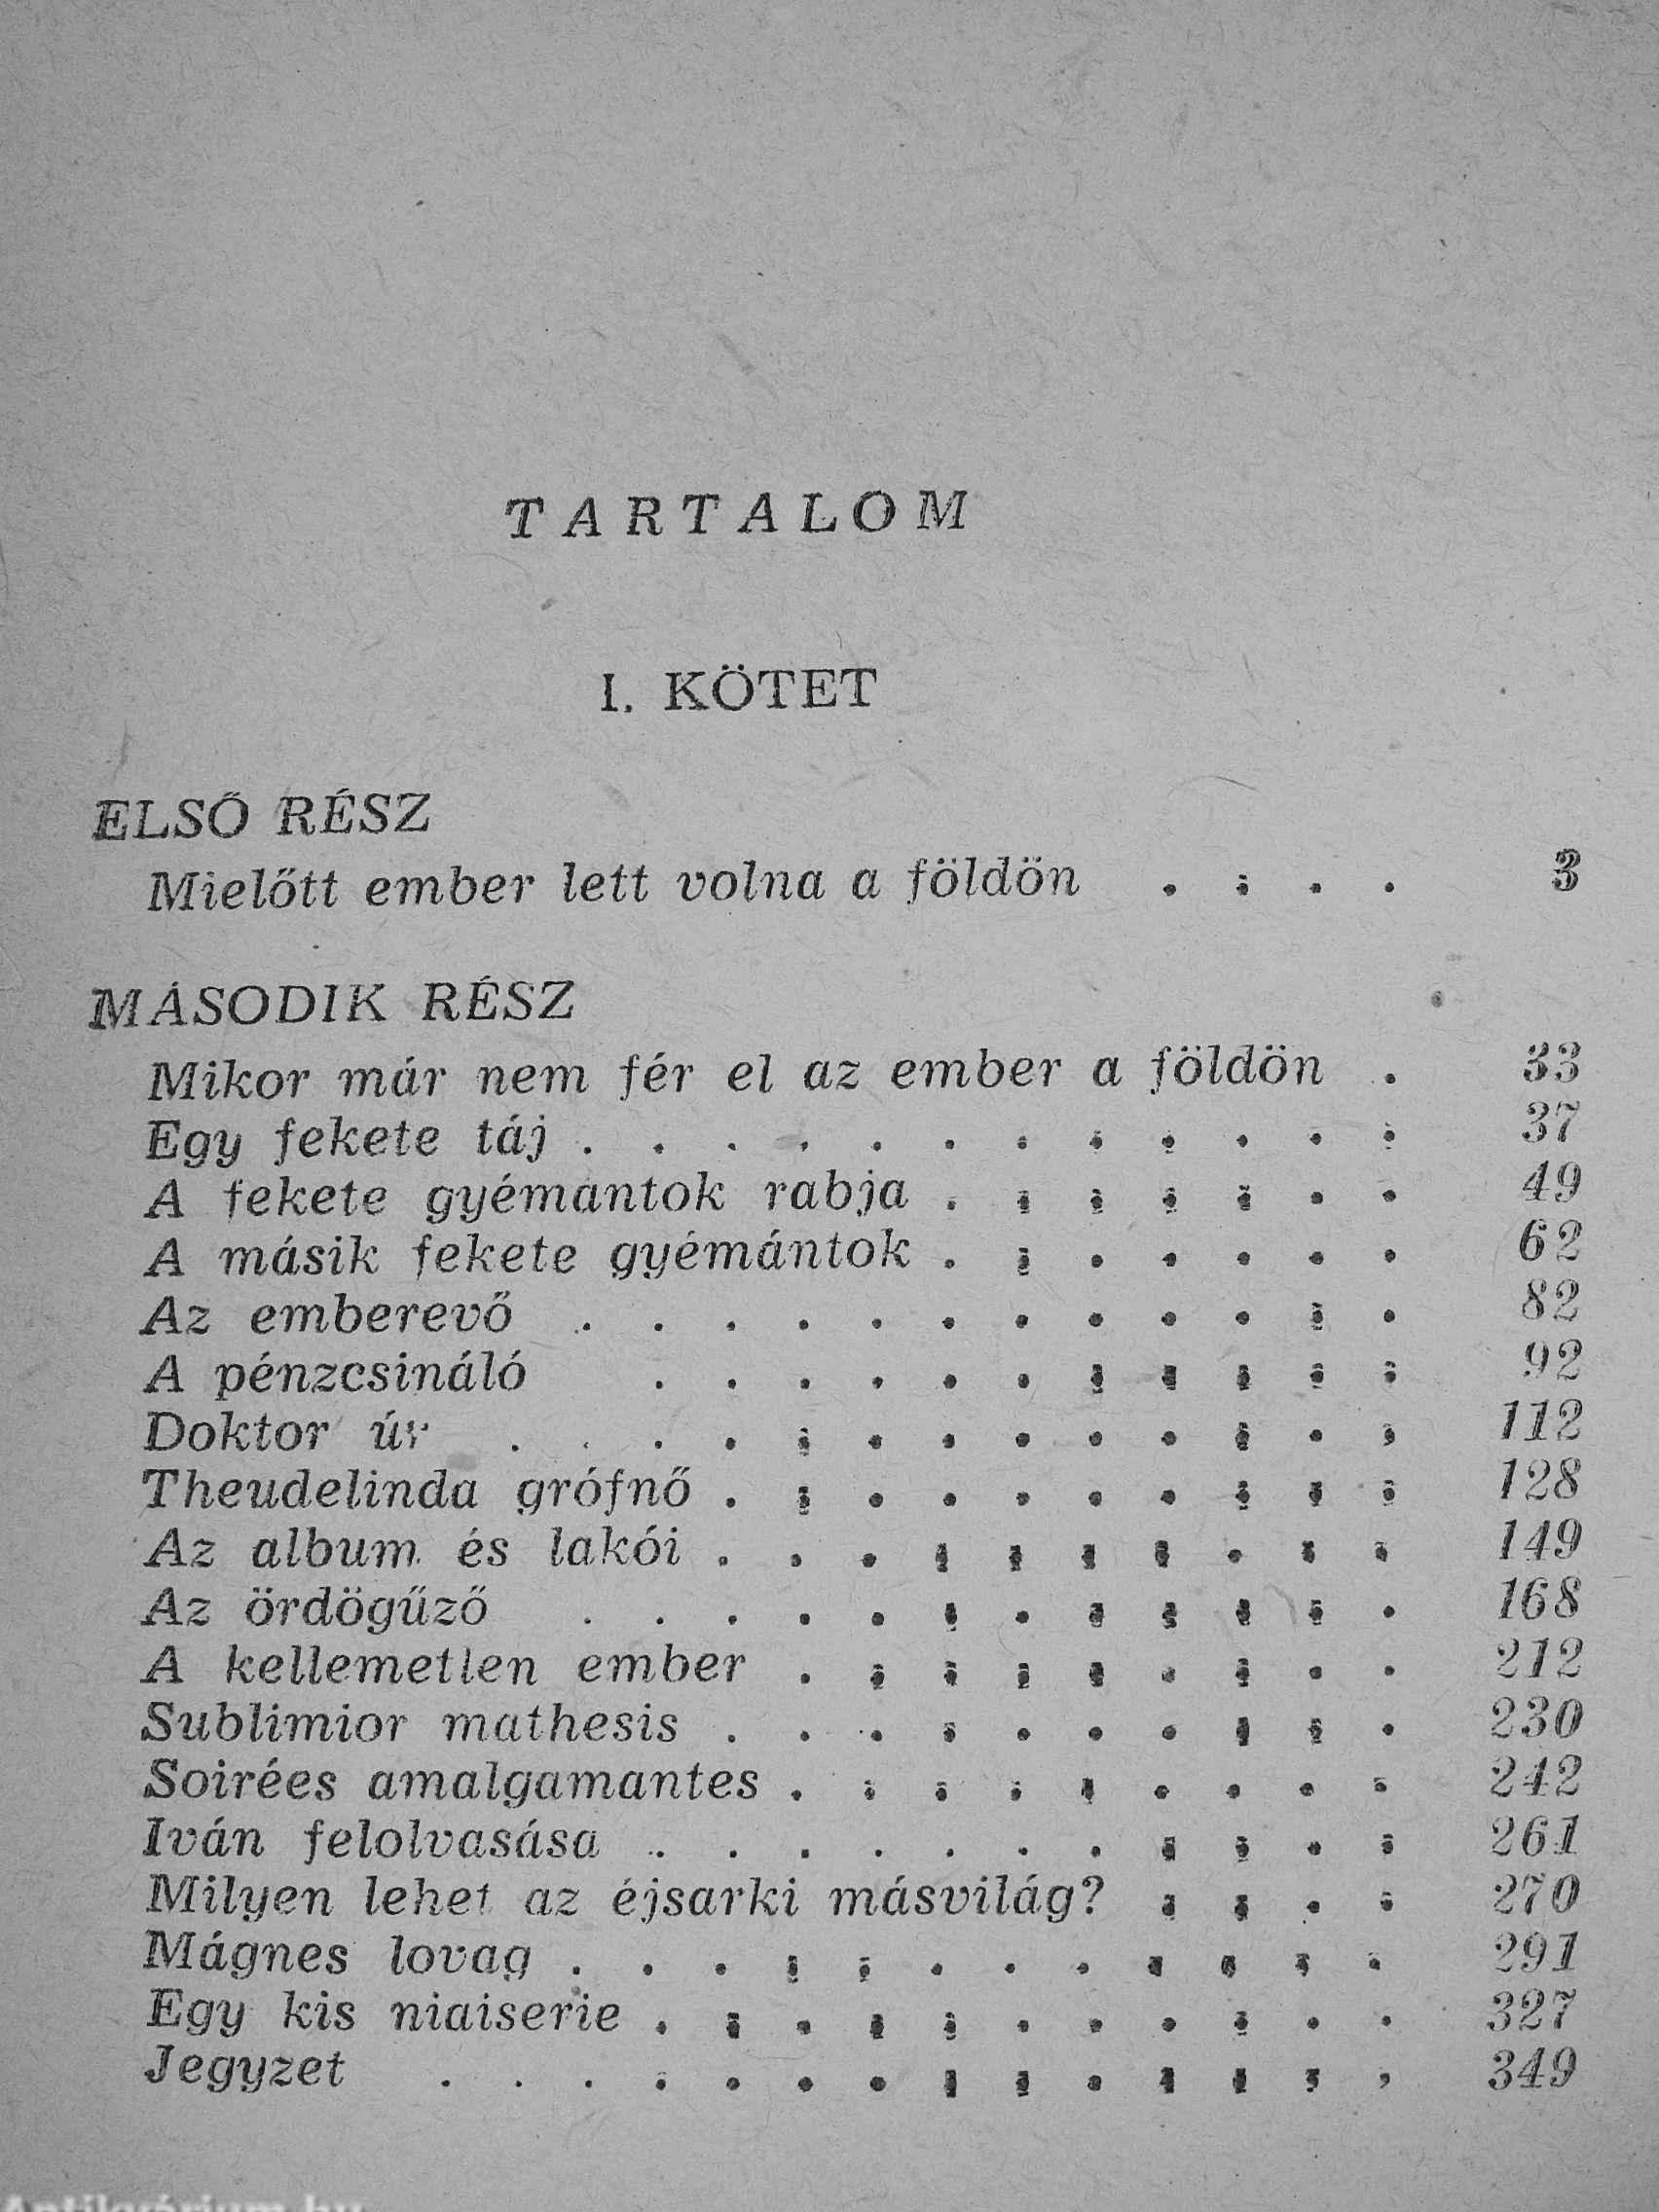 TARTALOM
I. KÖTET
ELSŐ RÉSZ
Mielőtt ember lett volna a földön . . . . 3
MÁSODIK RÉSZ
Mikor már nem fér el az ember a földön . 33
Egy fekete táj . . . . . . . . . . . . 37
A fekete gyémántok rabja . . . . . . . 49
A másik fekete gyémántok . . . . . . . 62
Az emberevő . . . . . . . . . . . . 82
A pénzcsináló . . . . . . . . . . . 92
Doktor úr . . . . . . . . . . . . . 112
Theudelinda grófnő . . . . . . . . . . 128
Az album és lakói . . . . . . . . . . 149
Az ördögűző . . . . . . . . . . . . 168
A kellemetlen ember . . . . . . . . . 212
Sublimior mathesis . . . . . . . . . . 230
Soirées amalgamantes . . . . . . . . . 242
Iván felolvasása . . . . . . . . . . . 261
Milyen lehet az éjsarki másvilág? . . . . 270
Mágnes lovag . . . . . . . . . . . . 291
Egy kis niaiserie . . . . . . . . . . . 327
Jegyzet . . . . . . . . . . . . . . 349
Antikvárium.hu